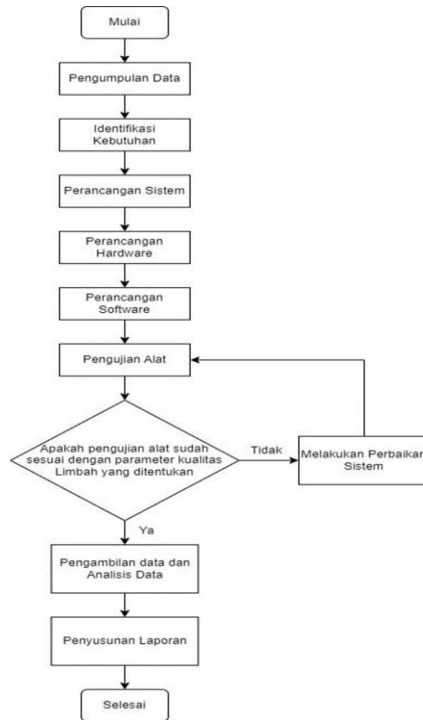 Mulai
Pengumpulan Data
Identifikasi
Kebutuhan
Perancangan Sistem
Perancangan
Hardware
Perancangan
Software
Pengujian Alat
Apakah pengujian alat sudah
sesuai dengan parameter kualitas
Limbah yang ditentukan
Tidak
Melakukan Perbaikan
Sistem
Ya
Pengambilan data dan
Analisis Data
Penyusunan Laporan
Selesai